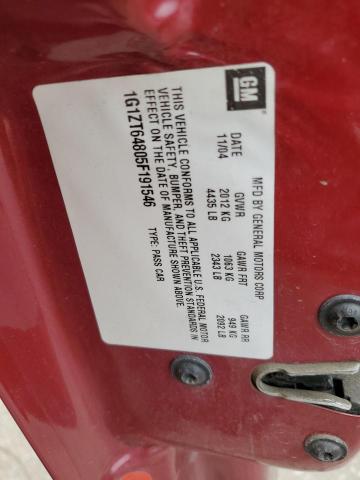 GM
MFD BY GENERAL MOTORS CORP
DATE GVWR GAWR FRT GAWR RR
11/04 2012 KG 1063 KG 949 KG
4435 LB 2343 LB 2092 LB
THIS VEHICLE CONFORMS TO ALL APPLICABLE U.S. FEDERAL MOTOR
VEHICLE SAFETY, BUMPER, AND THEFT PREVENTION STANDARDS IN
EFFECT ON THE DATE OF MANUFACTURE SHOWN ABOVE.
1G1ZT64805F191546 TYPE: PASS CAR